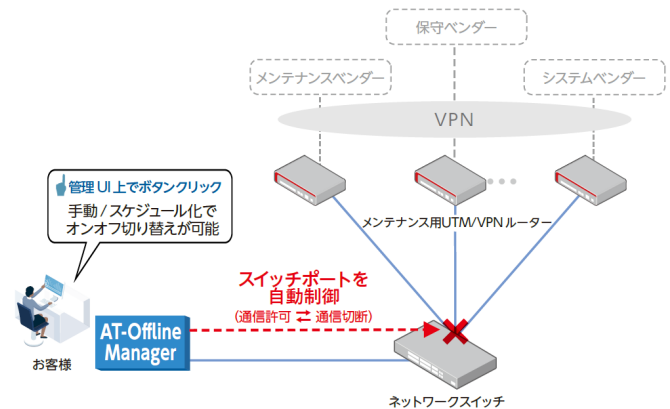 保守ベンダー
メンテナンスベンダー
システムベンダー
VPN
管理 UI 上でボタンクリック
手動 / スケジュール化で
オンオフ切り替えが可能
メンテナンス用UTM/VPNルーター
スイッチポートを
自動制御
(通信許可 ⇄ 通信切断)
AT-Offline
Manager
お客様
ネットワークスイッチ